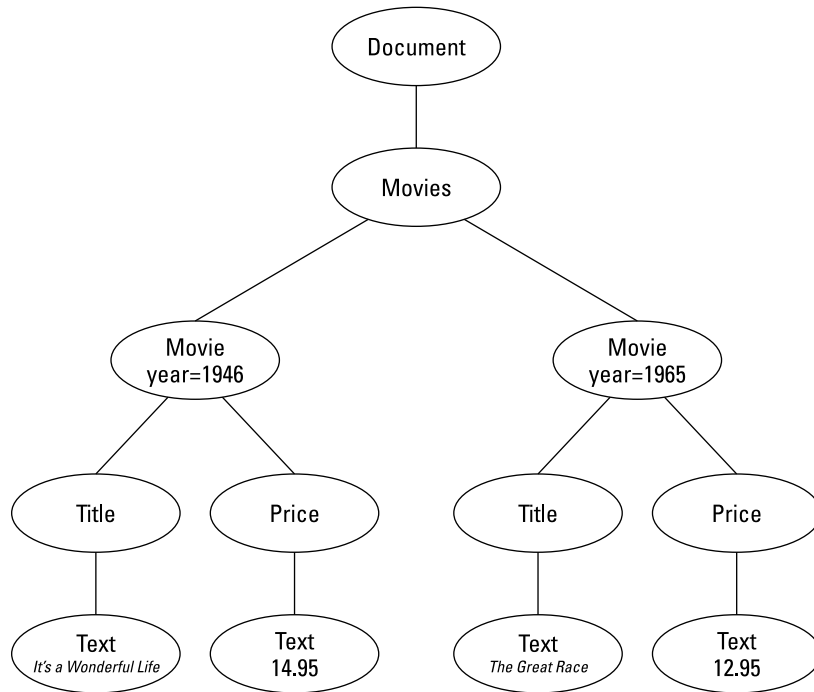 Document
Movies
Movie
year=1946
Movie
year=1965
Title
Price
Title
Price
Text
It's a Wonderful Life
Text
14.95
Text
The Great Race
Text
12.95